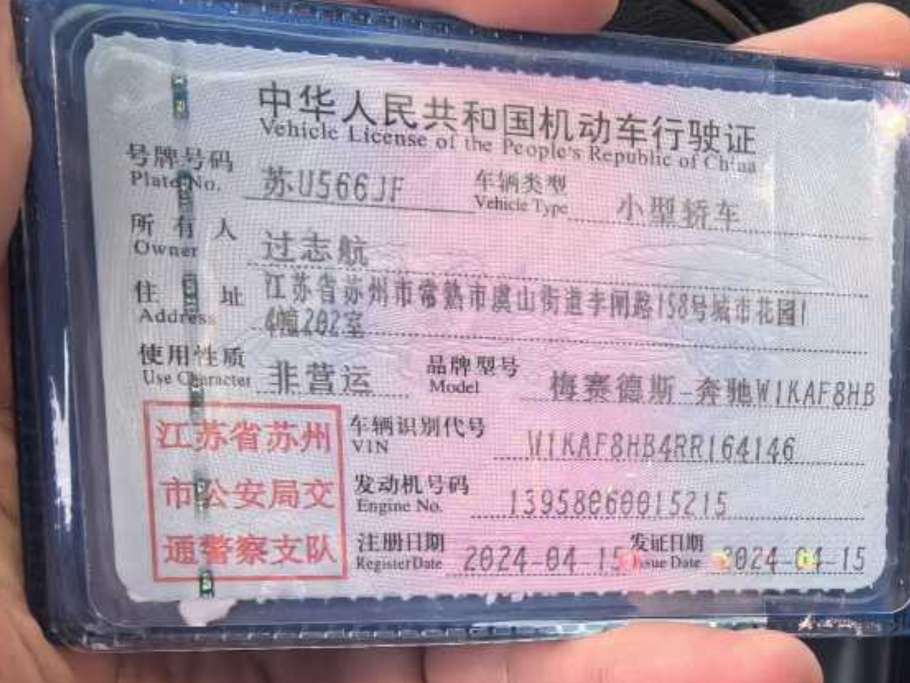 中华人民共和国机动车行驶证
Vehicle License of the People's Republic of China
号牌号码 苏U566JF 车辆类型 小型轿车
Plate No. Vehicle Type
所有人 过志航
Owner
住址 江苏省苏州市常熟市虞山街道李闸路158号城市花园1
Address 4幢202室
使用性质 非营运 品牌型号 梅赛德斯-奔驰W1KAF8HB
Use Character Model
江苏省苏州 车辆识别代号 W1KAF8HB4RR164146
VIN
市公安局交 发动机号码 13958060015215
Engine No.
通警察支队 注册日期 2024-04-15 发证日期 2024-04-15
Register Date Issue Date